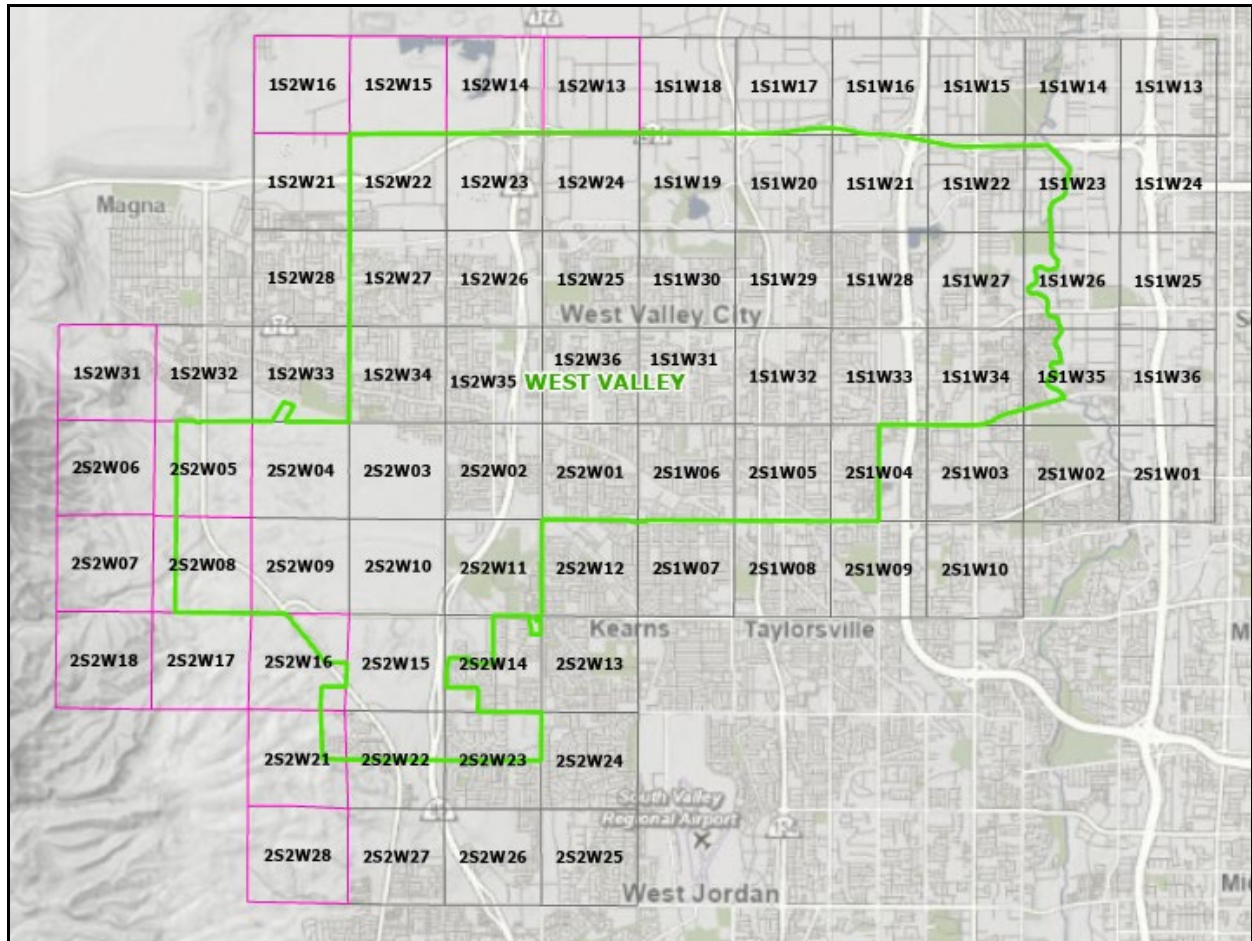 1S2W16 1S2W15 1S2W14 1S2W13 1S1W18 1S1W17 1S1W16 1S1W15 1S1W14 1S1W13
1S2W21 1S2W22 1S2W23 1S2W24 1S1W19 1S1W20 1S1W21 1S1W22 1S1W23 1S1W24
Magna
1S2W28 1S2W27 1S2W26 1S2W25 1S1W30 1S1W29 1S1W28 1S1W27 1S1W26 1S1W25
West Valley City
1S2W31 1S2W32 1S2W33 1S2W34 1S2W35 1S2W36 1S1W31 1S1W32 1S1W33 1S1W34 1S1W35 1S1W36
WEST VALLEY
2S2W06 2S2W05 2S2W04 2S2W03 2S2W02 2S2W01 2S1W06 2S1W05 2S1W04 2S1W03 2S1W02 2S1W01
2S2W07 2S2W08 2S2W09 2S2W10 2S2W11 2S2W12 2S1W07 2S1W08 2S1W09 2S1W10
Kearns Taylorsville
2S2W18 2S2W17 2S2W16 2S2W15 2S2W14 2S2W13
2S2W21 2S2W22 2S2W23 2S2W24
South Valley
Regional Airport
2S2W28 2S2W27 2S2W26 2S2W25
West Jordan